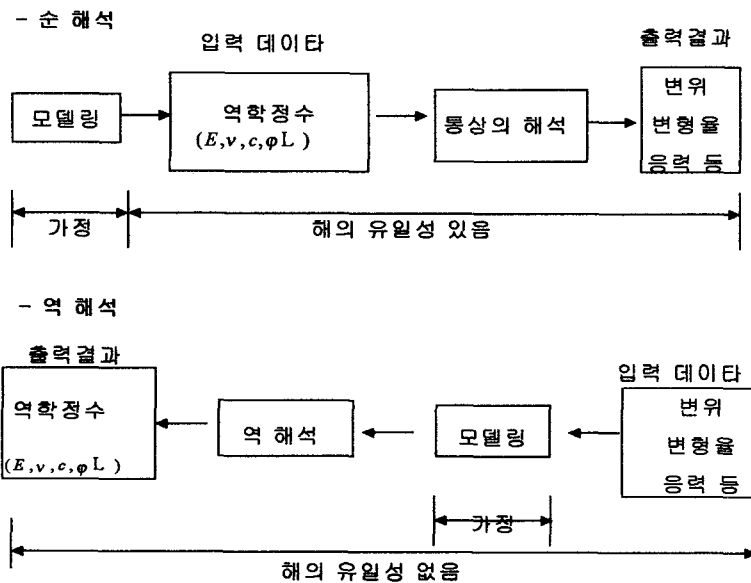 - 순 해석
입력 데이타
출력결과
모델링
역학정수
(E,ν,c,φL)
통상의 해석
변위
변형율
응력 등
가정
해의 유일성 있음
- 역 해석
출력결과
입력 데이타
역학정수
(E,ν,c,φL)
역 해석
모델링
변위
변형율
응력 등
가정
해의 유일성 없음